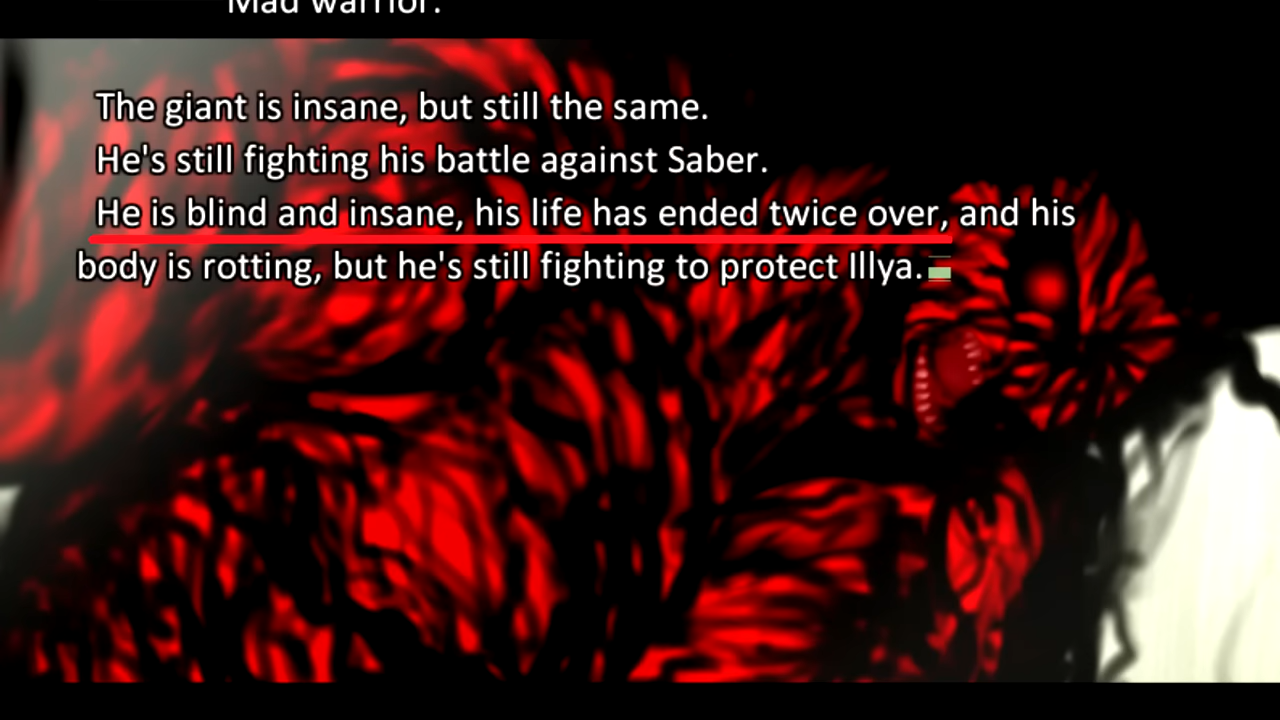 Mad warrior.
The giant is insane, but still the same.
He's still fighting his battle against Saber.
He is blind and insane, his life has ended twice over, and his
body is rotting, but he's still fighting to protect Illya.